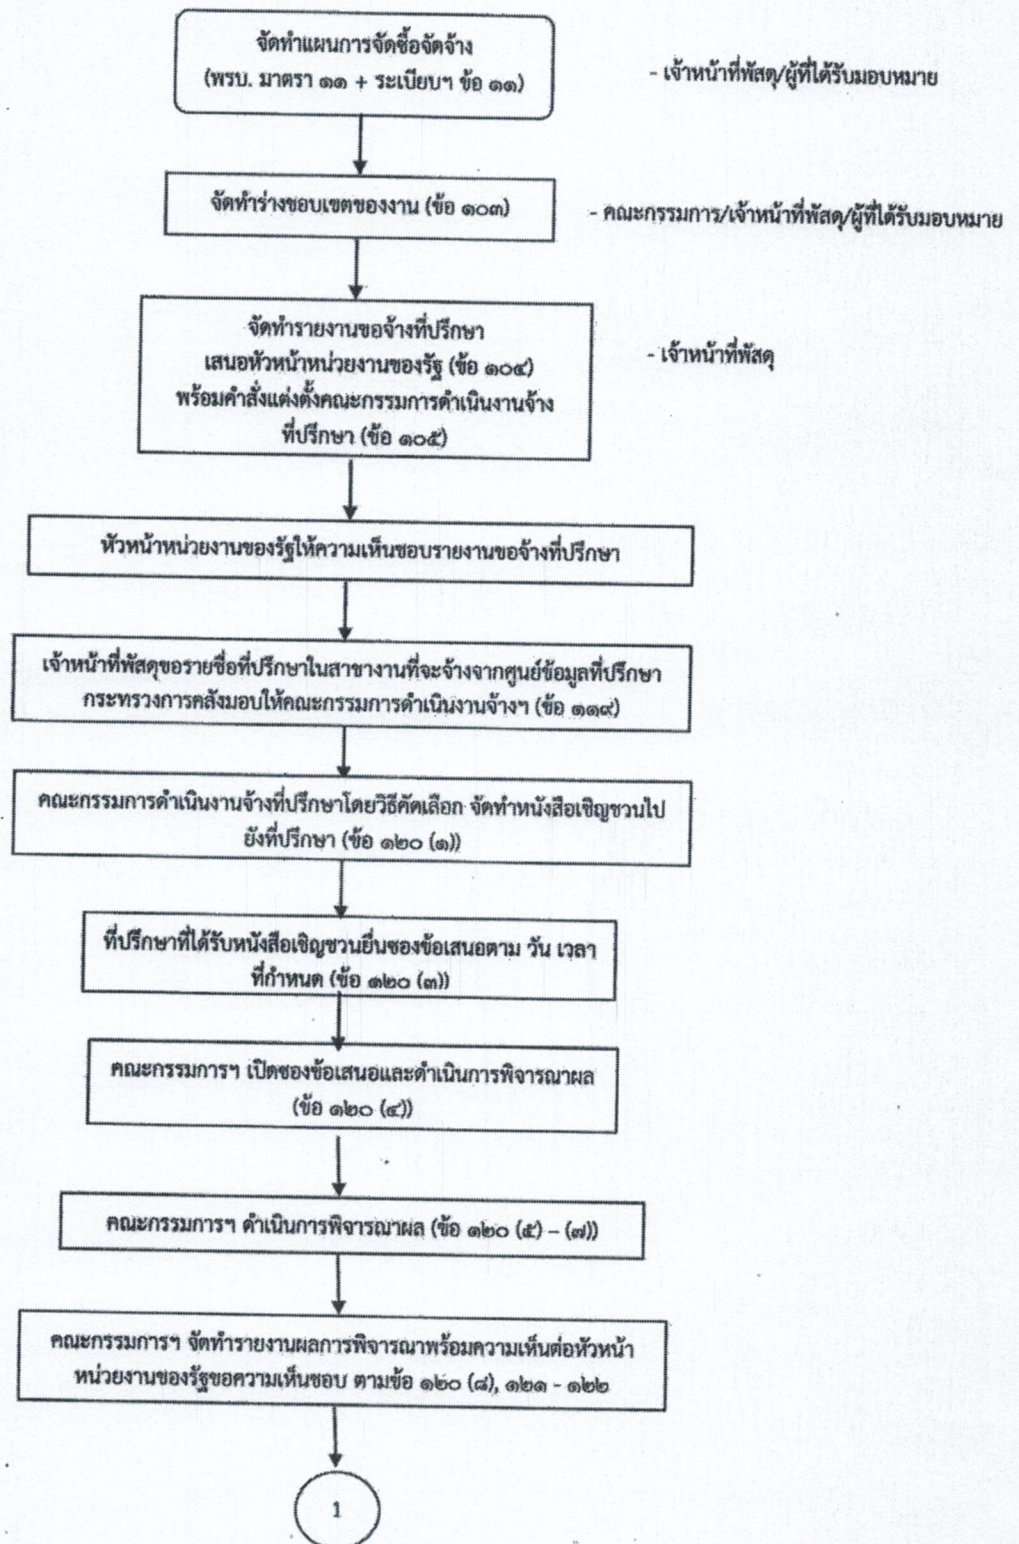 จัดทำแผนการจัดซื้อจัดจ้าง
(พรบ. มาตรา ๑๑ + ระเบียบฯ ข้อ ๑๑)
- เจ้าหน้าที่พัสดุ/ผู้ที่ได้รับมอบหมาย
จัดทำร่างขอบเขตของงาน (ข้อ ๑๐๓)
- คณะกรรมการ/เจ้าหน้าที่พัสดุ/ผู้ที่ได้รับมอบหมาย
จัดทำรายงานขอจ้างที่ปรึกษา
เสนอหัวหน้าหน่วยงานของรัฐ (ข้อ ๑๐๔)
พร้อมคำสั่งแต่งตั้งคณะกรรมการดำเนินงานจ้าง
ที่ปรึกษา (ข้อ ๑๐๕)
- เจ้าหน้าที่พัสดุ
หัวหน้าหน่วยงานของรัฐให้ความเห็นชอบรายงานขอจ้างที่ปรึกษา
เจ้าหน้าที่พัสดุขอรายชื่อที่ปรึกษาในสาขางานที่จะจ้างจากศูนย์ข้อมูลที่ปรึกษา
กระทรวงการคลังมอบให้คณะกรรมการดำเนินงานจ้างฯ (ข้อ ๑๑๙)
คณะกรรมการดำเนินงานจ้างที่ปรึกษาโดยวิธีคัดเลือก จัดทำหนังสือเชิญชวนไป
ยังที่ปรึกษา (ข้อ ๑๒๐ (๑))
ที่ปรึกษาที่ได้รับหนังสือเชิญชวนยื่นซองข้อเสนอตาม วัน เวลา
ที่กำหนด (ข้อ ๑๒๐ (๓))
คณะกรรมการฯ เปิดซองข้อเสนอและดำเนินการพิจารณาผล
(ข้อ ๑๒๐ (๔))
คณะกรรมการฯ ดำเนินการพิจารณาผล (ข้อ ๑๒๐ (๕) – (๗))
คณะกรรมการฯ จัดทำรายงานผลการพิจารณาพร้อมความเห็นต่อหัวหน้า
หน่วยงานของรัฐขอความเห็นชอบ ตามข้อ ๑๒๐ (๘), ๑๒๑ - ๑๒๒
1